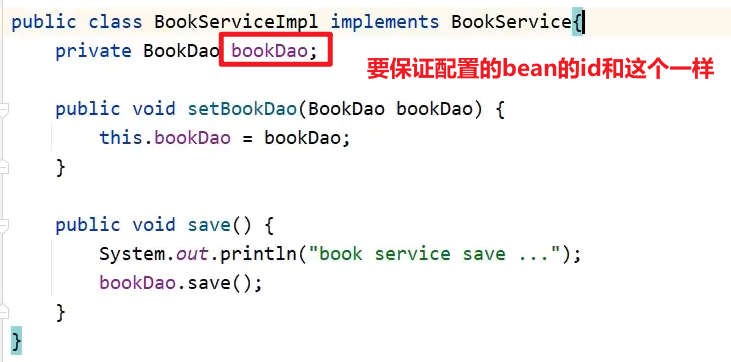 public class BookServiceImpl implements BookService{
private BookDao bookDao;
要保证配置的bean的id和这个一样
public void setBookDao(BookDao bookDao) {
this.bookDao = bookDao;
}
public void save() {
System.out.println("book service save ...");
bookDao.save();
}
}